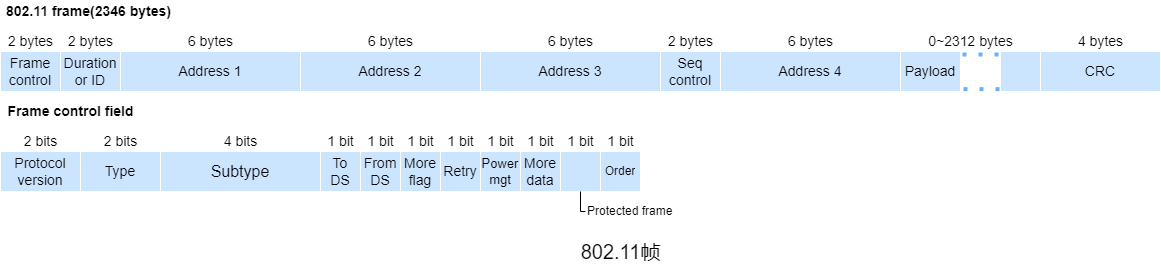 802.11 frame(2346 bytes)
2 bytes 2 bytes 6 bytes 6 bytes 6 bytes 2 bytes 6 bytes 0~2312 bytes 4 bytes
Frame control Duration or ID Address 1 Address 2 Address 3 Seq control Address 4 Payload CRC
Frame control field
2 bits 2 bits 4 bits 1 bit 1 bit 1 bit 1 bit 1 bit 1 bit 1 bit 1 bit
Protocol version Type Subtype To DS From DS More flag Retry Power mgt More data Order
Protected frame
802.11帧